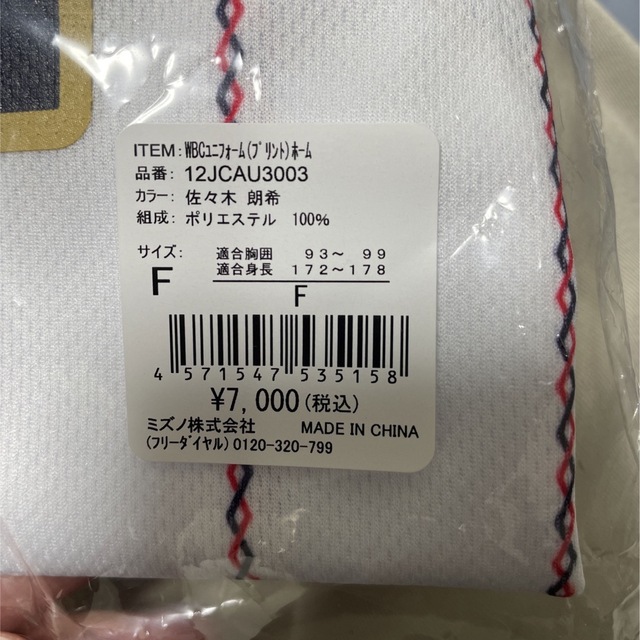 ITEM:WBCﾕﾆﾌｫｰﾑ(ﾌﾟﾘﾝﾄ)ﾎｰﾑ
品番: 12JCAU3003
カラー: 佐々木 朗希
組成: ポリエステル 100%
サイズ: 適合胸囲 93～ 99
適合身長 172～178
F
F
4 571547 535158
¥7,000(税込)
ミズノ株式会社 MADE IN CHINA
(フリーダイヤル)0120-320-799